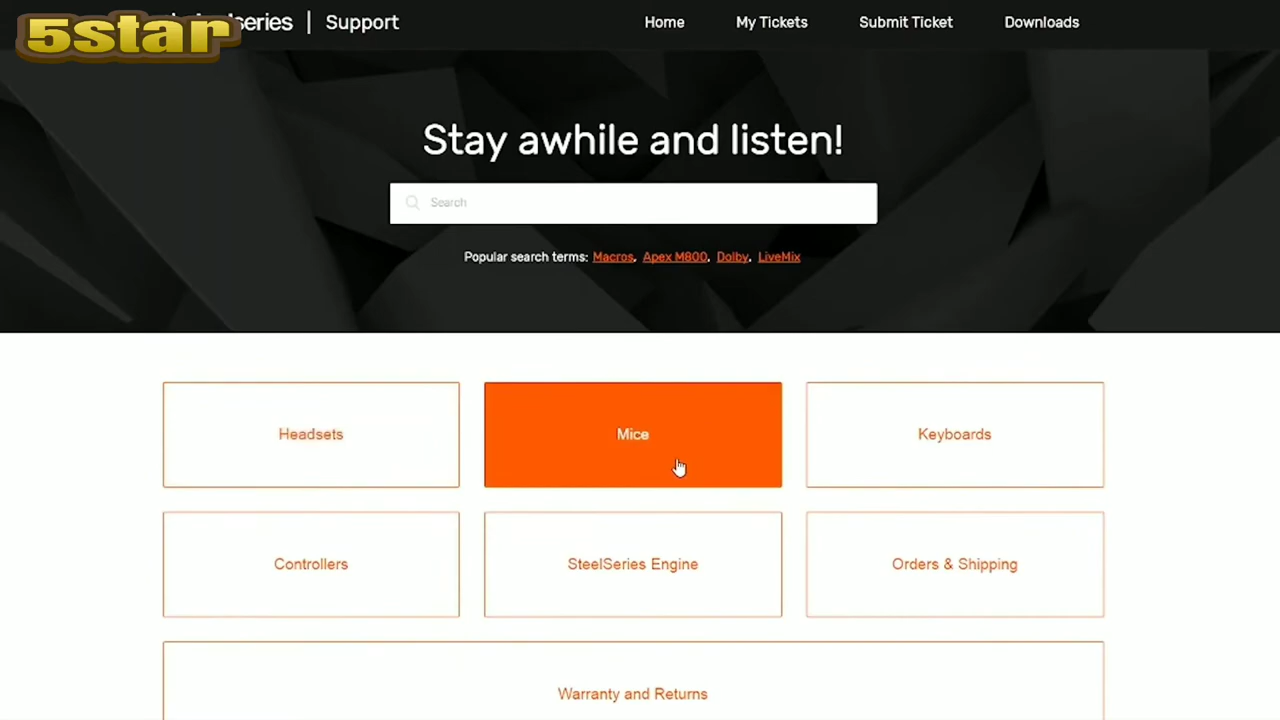 5star
series | Support
Home
My Tickets
Submit Ticket
Downloads
Stay awhile and listen!
Search
Popular search terms: Macros, Apex M800, Dolby, LiveMix
Headsets
Mice
Keyboards
Controllers
SteelSeries Engine
Orders & Shipping
Warranty and Returns